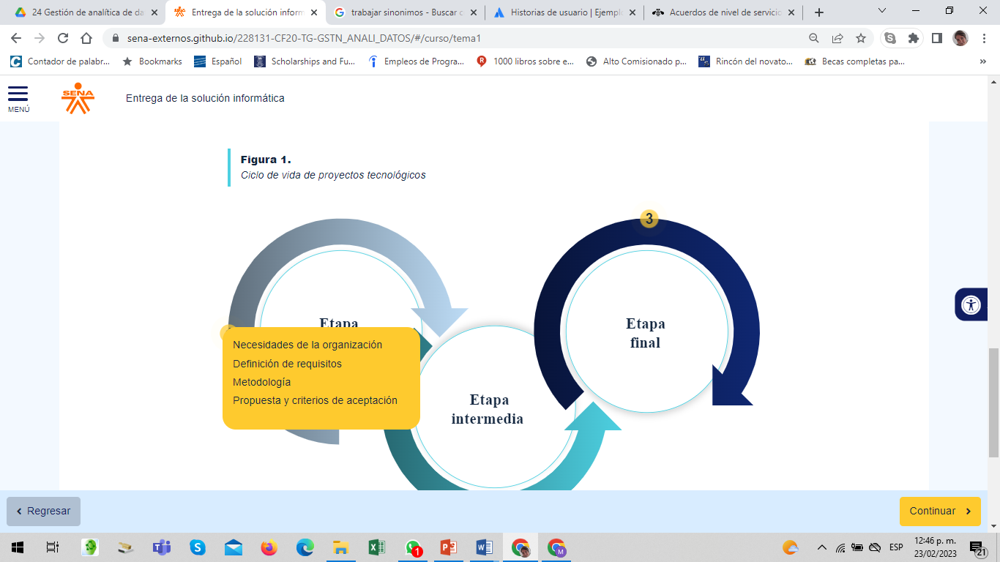 24 Gestión de analítica de da
Entrega de la solución inform
trabajar sinonimos - Buscar c
Historias de usuario | Ejempl
Acuerdos de nivel de servicio
sena-externos.github.io/228131-CF20-TG-GSTN_ANALI_DATOS/#/curso/tema1
Contador de palabr...
Bookmarks
Español
Scholarships and Fu...
Empleos de Progra...
1000 libros sobre e...
Alto Comisionado p...
Rincón del novato...
Becas completas pa...
»
MENÚ
SENA
Entrega de la solución informática
Figura 1.
Ciclo de vida de proyectos tecnológicos
3
Etapa
Necesidades de la organización
Definición de requisitos
Metodología
Propuesta y criterios de aceptación
Etapa
intermedia
Etapa
final
Regresar
Continuar
1
ESP
12:46 p. m.
23/02/2023
21